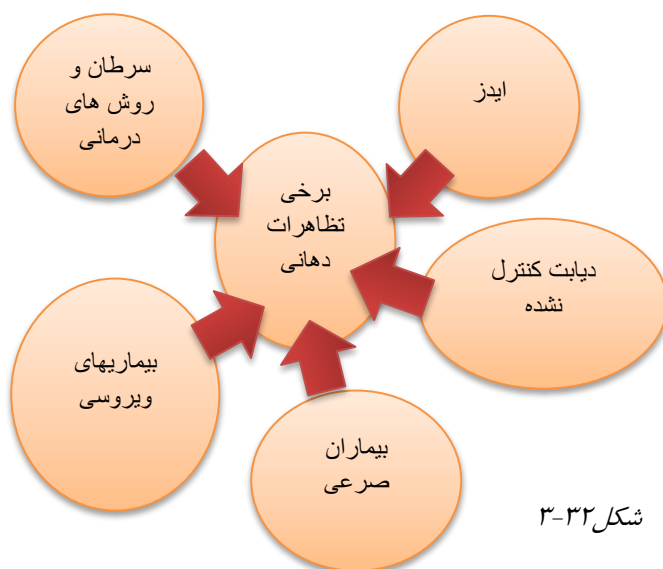 سرطان و
روش های
درمانی
ایدز
برخی
تظاهرات
دهانی
دیابت کنترل
نشده
بیماریهای
ویروسی
بیماران
صرعی
شکل۳۲-۳